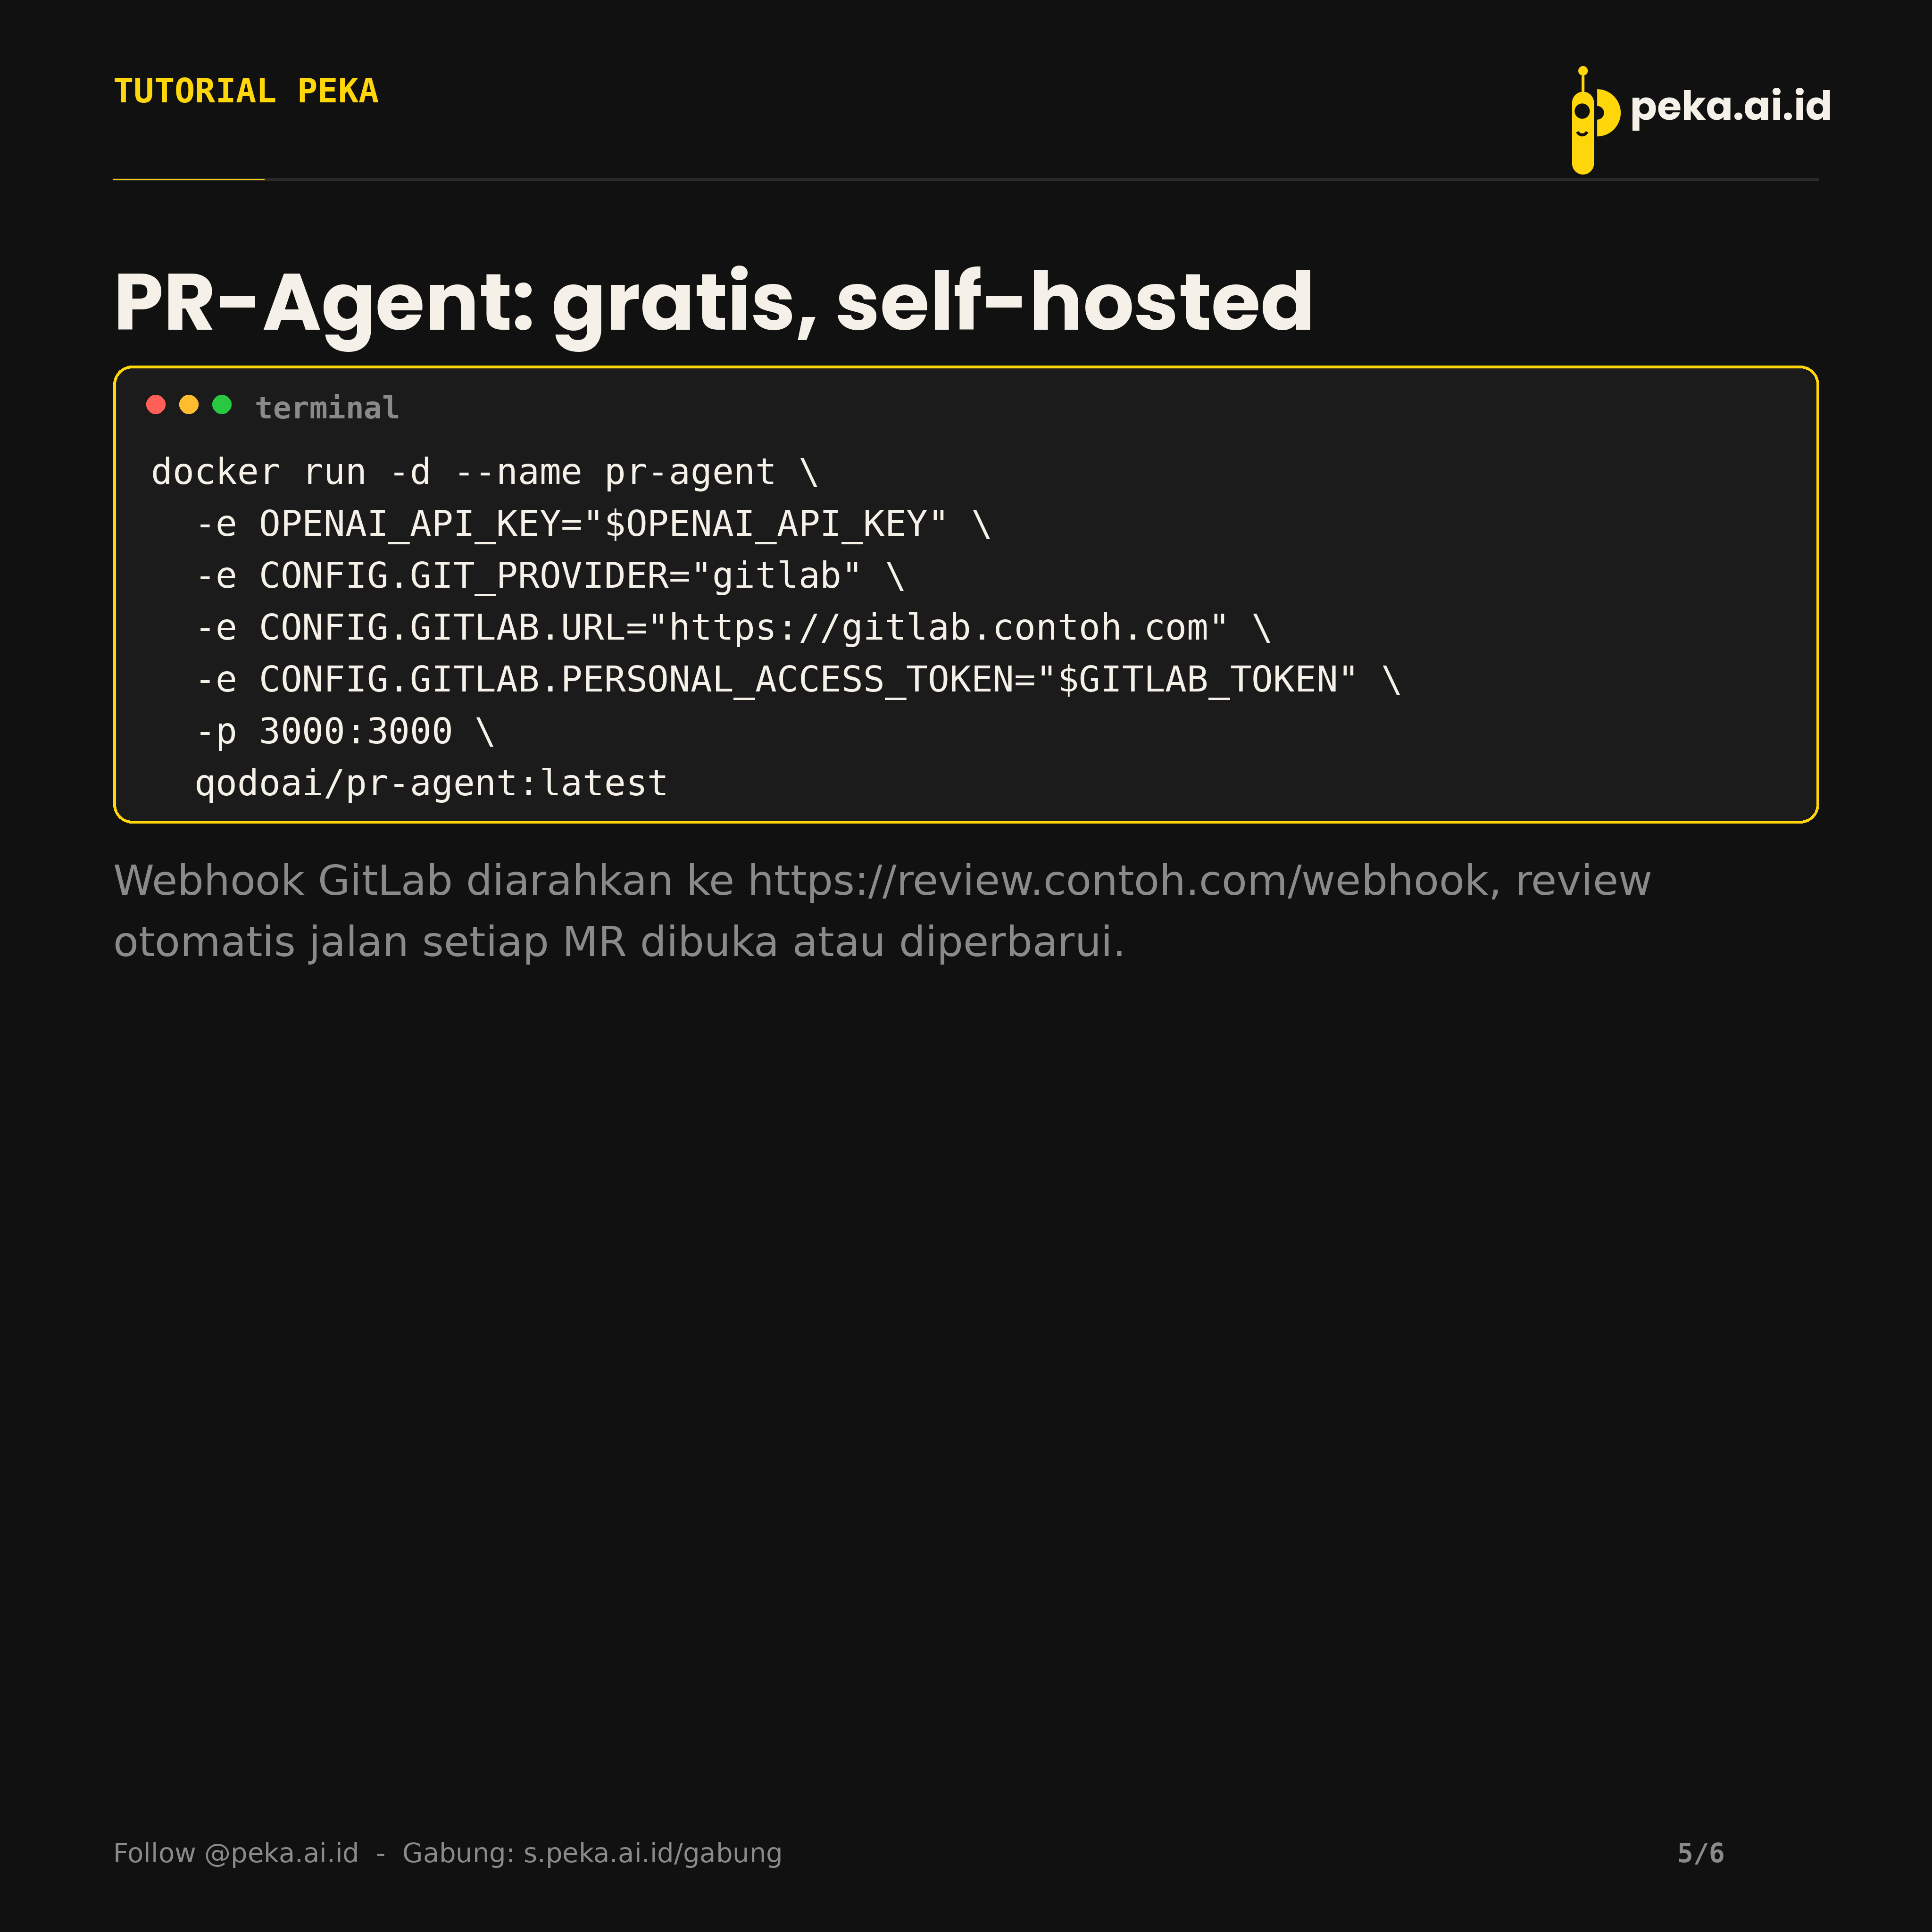 TUTORIAL PEKA
peka.ai.id
PR-Agent: gratis, self-hosted
terminal
docker run -d --name pr-agent \
  -e OPENAI_API_KEY="$OPENAI_API_KEY" \
  -e CONFIG.GIT_PROVIDER="gitlab" \
  -e CONFIG.GITLAB.URL="https://gitlab.contoh.com" \
  -e CONFIG.GITLAB.PERSONAL_ACCESS_TOKEN="$GITLAB_TOKEN" \
  -p 3000:3000 \
  qodoai/pr-agent:latest
Webhook GitLab diarahkan ke https://review.contoh.com/webhook, review
otomatis jalan setiap MR dibuka atau diperbarui.
Follow @peka.ai.id - Gabung: s.peka.ai.id/gabung
5/6